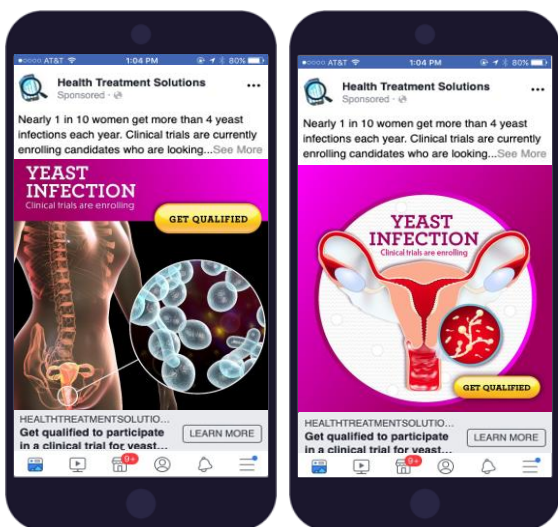 ●○○○○ AT&T 1:04 PM 80%
Health Treatment Solutions
Sponsored ·
Nearly 1 in 10 women get more than 4 yeast
infections each year. Clinical trials are currently
enrolling candidates who are looking...See More
YEAST
INFECTION
Clinical trials are enrolling
GET QUALIFIED
HEALTHTREATMENTSOLUTIO...
Get qualified to participate
in a clinical trial for yeast...
LEARN MORE
9+
●○○○○ AT&T 1:04 PM 80%
Health Treatment Solutions
Sponsored ·
Nearly 1 in 10 women get more than 4 yeast
infections each year. Clinical trials are currently
enrolling candidates who are looking...See More
YEAST
INFECTION
Clinical trials are enrolling
GET QUALIFIED
HEALTHTREATMENTSOLUTIO...
Get qualified to participate
in a clinical trial for yeast...
LEARN MORE
9+